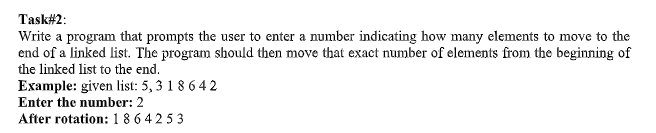 Task#2:
Write a program that prompts the user to enter a number indicating how many elements to move to the
end of a linked list. The program should then move that exact number of elements from the beginning of
the linked list to the end.
Example: given list: 5, 3 1 8 6 4 2
Enter the number: 2
After rotation: 1 8 6 4 2 5 3